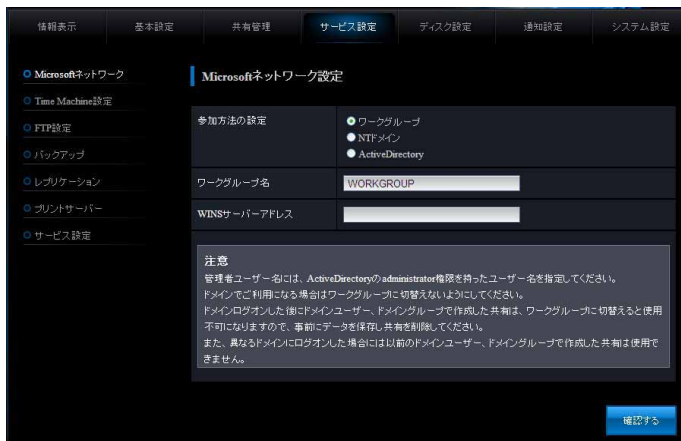 情報表示 基本設定 共有管理 サービス設定 ディスク設定 通知設定 システム設定
Microsoftネットワーク
Time Machine設定
FTP設定
バックアップ
レプリケーション
プリントサーバー
サービス設定
Microsoftネットワーク設定
参加方法の設定
ワークグループ
NTドメイン
ActiveDirectory
ワークグループ名 WORKGROUP
WINSサーバーアドレス
注意
管理者ユーザー名には、ActiveDirectoryのadministrator権限を持ったユーザー名を指定してください。
ドメインでご利用になる場合はワークグループに切替えないようにしてください。
ドメインログオンした後にドメインユーザー、ドメイングループで作成した共有は、ワークグループに切替えると使用
不可になりますので、事前にデータを保存し共有を削除してください。
また、異なるドメインにログオンした場合には以前のドメインユーザー、ドメイングループで作成した共有は使用で
きません。
確認する